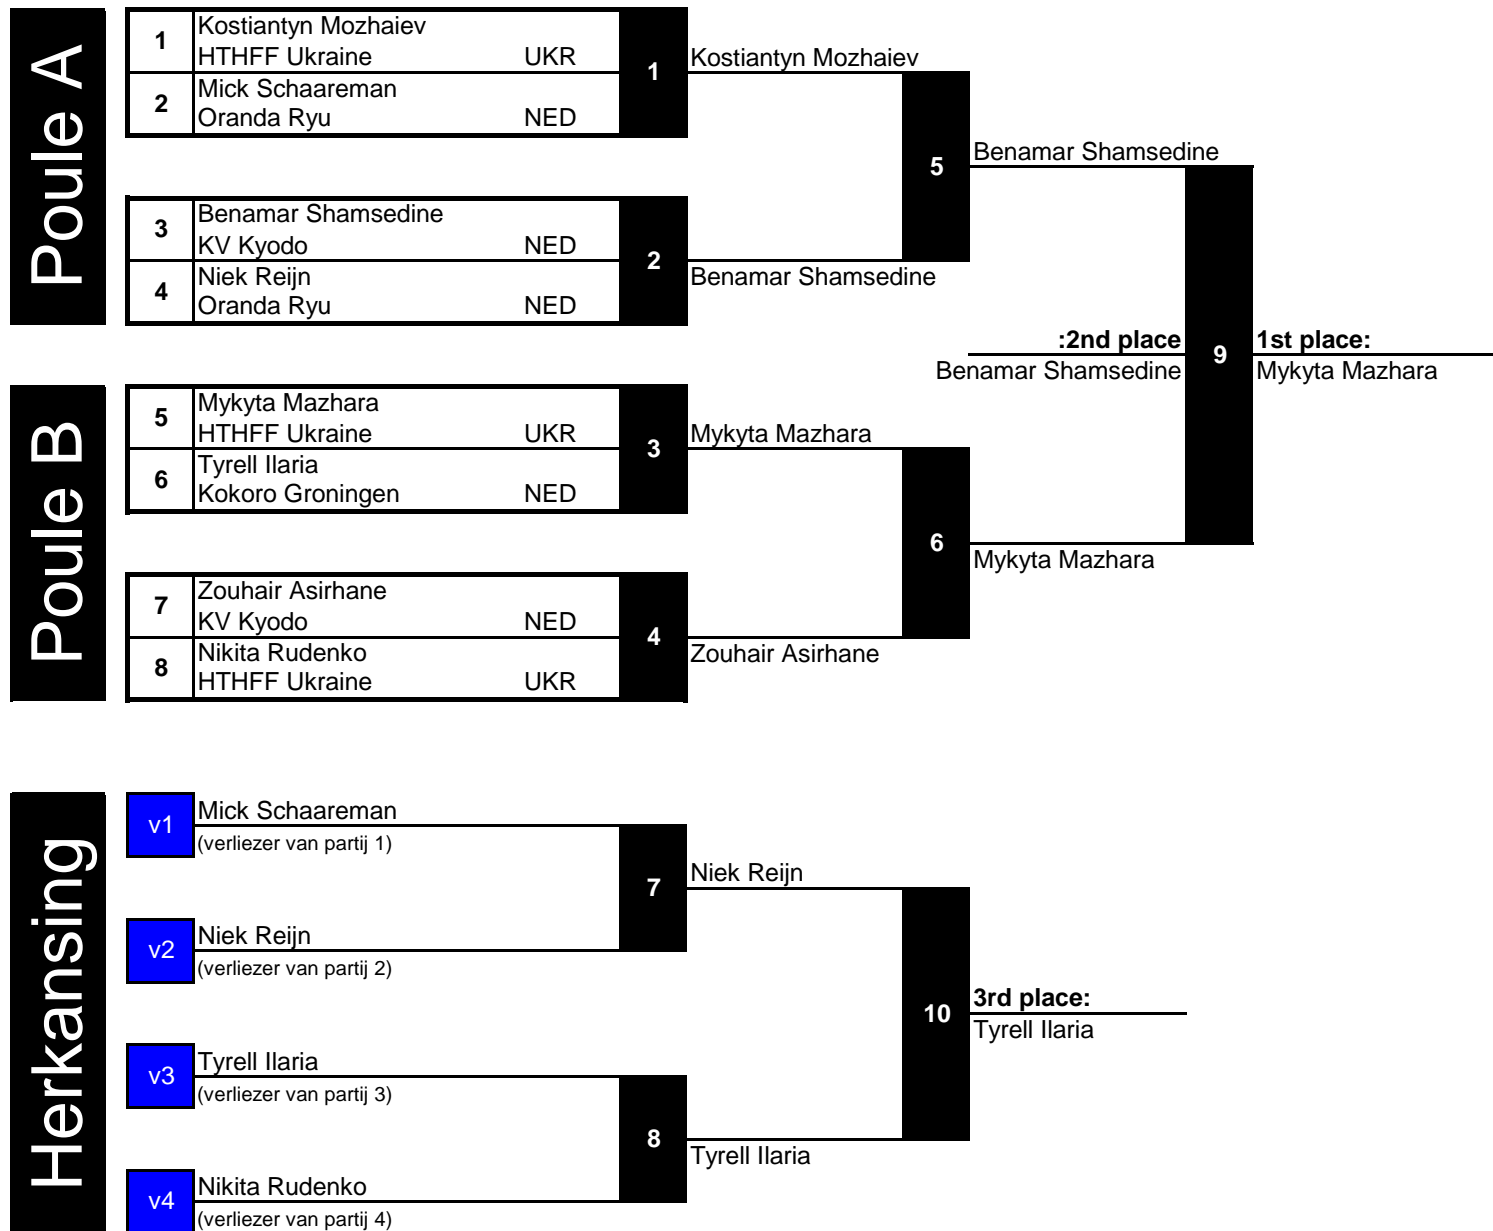 Poule A
1
Kostiantyn Mozhaiev
HTHFF Ukraine UKR
2
Mick Schaareman
Oranda Ryu NED
1
Kostiantyn Mozhaiev
3
Benamar Shamsedine
KV Kyodo NED
4
Niek Reijn
Oranda Ryu NED
2
Benamar Shamsedine
5
Benamar Shamsedine
Poule B
5
Mykyta Mazhara
HTHFF Ukraine UKR
6
Tyrell Ilaria
Kokoro Groningen NED
3
Mykyta Mazhara
7
Zouhair Asirhane
KV Kyodo NED
8
Nikita Rudenko
HTHFF Ukraine UKR
4
Zouhair Asirhane
6
Mykyta Mazhara
:2nd place
Benamar Shamsedine
9
1st place:
Mykyta Mazhara
Herkansing
v1
Mick Schaareman
(verliezer van partij 1)
v2
Niek Reijn
(verliezer van partij 2)
7
Niek Reijn
v3
Tyrell Ilaria
(verliezer van partij 3)
v4
Nikita Rudenko
(verliezer van partij 4)
8
Tyrell Ilaria
10
3rd place:
Tyrell Ilaria